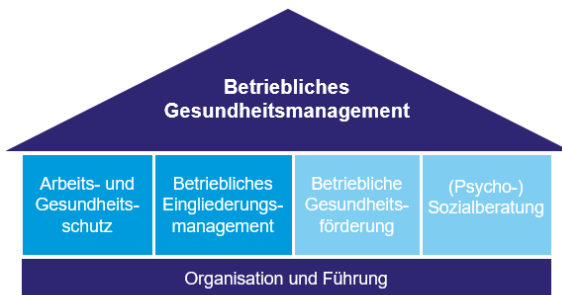 Betriebliches
Gesundheitsmanagement
Arbeits- und
Gesundheits-
schutz
Betriebliches
Eingliederungs-
management
Betriebliche
Gesundheits-
förderung
(Psycho-)
Sozialberatung
Organisation und Führung